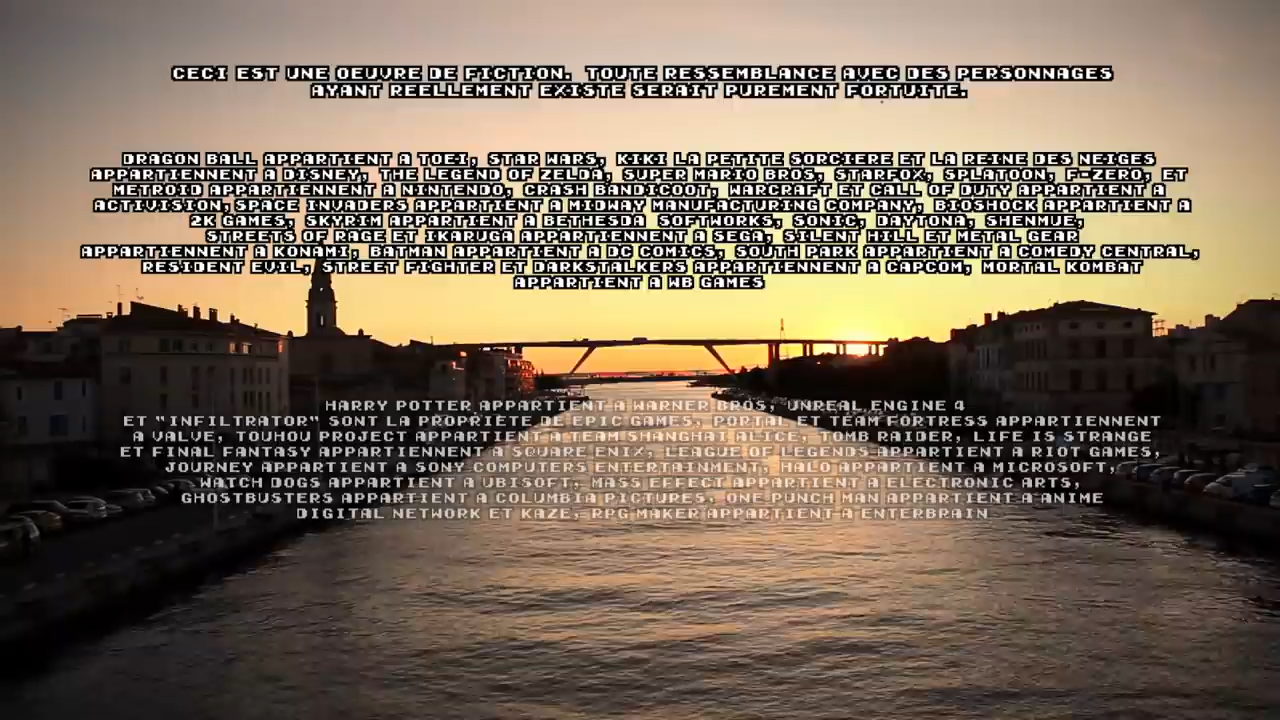 CECI EST UNE OEUVRE DE FICTION. TOUTE RESSEMBLANCE AVEC DES PERSONNAGES
AYANT REELLEMENT EXISTE SERAIT PUREMENT FORTUITE.
DRAGON BALL APPARTIENT A TOEI, STAR WARS, KIKI LA PETITE SORCIERE ET LA REINE DES NEIGES
APPARTIENNENT A DISNEY, THE LEGEND OF ZELDA, SUPER MARIO BROS, STARFOX, SPLATOON, F-ZERO, ET
METROID APPARTIENNENT A NINTENDO, CRASH BANDICOOT, WARCRAFT ET CALL OF DUTY APPARTIENT A
ACTIVISION,SPACE INVADERS APPARTIENT A MIDWAY MANUFACTURING COMPANY, BIOSHOCK APPARTIENT A
2K GAMES, SKYRIM APPARTIENT A BETHESDA SOFTWORKS, SONIC, DAYTONA, SHENMUE,
STREETS OF RAGE ET IKARUGA APPARTIENNENT A SEGA, SILENT HILL ET METAL GEAR
APPARTIENNENT A KONAMI, BATMAN APPARTIENT A DC COMICS, SOUTH PARK APPARTIENT A COMEDY CENTRAL,
RESIDENT EVIL, STREET FIGHTER ET DARKSTALKERS APPARTIENNENT A CAPCOM, MORTAL KOMBAT
APPARTIENT A WB GAMES
HARRY POTTER APPARTIENT A WARNER BROS, UNREAL ENGINE 4
ET "INFILTRATOR" SONT LA PROPRIETE DE EPIC GAMES, PORTAL ET TEAM FORTRESS APPARTIENNENT
A VALVE, TOUHOU PROJECT APPARTIENT A TEAM SHANGHAI ALICE, TOMB RAIDER, LIFE IS STRANGE
ET FINAL FANTASY APPARTIENNENT A SQUARE ENIX, LEAGUE OF LEGENDS APPARTIENT A RIOT GAMES,
JOURNEY APPARTIENT A SONY COMPUTERS ENTERTAINMENT, HALO APPARTIENT A MICROSOFT,
WATCH DOGS APPARTIENT A UBISOFT, MASS EFFECT APPARTIENT A ELECTRONIC ARTS,
GHOSTBUSTERS APPARTIENT A COLUMBIA PICTURES, ONE PUNCH MAN APPARTIENT A ANIME
DIGITAL NETWORK ET KAZE, RPG MAKER APPARTIENT A ENTERBRAIN